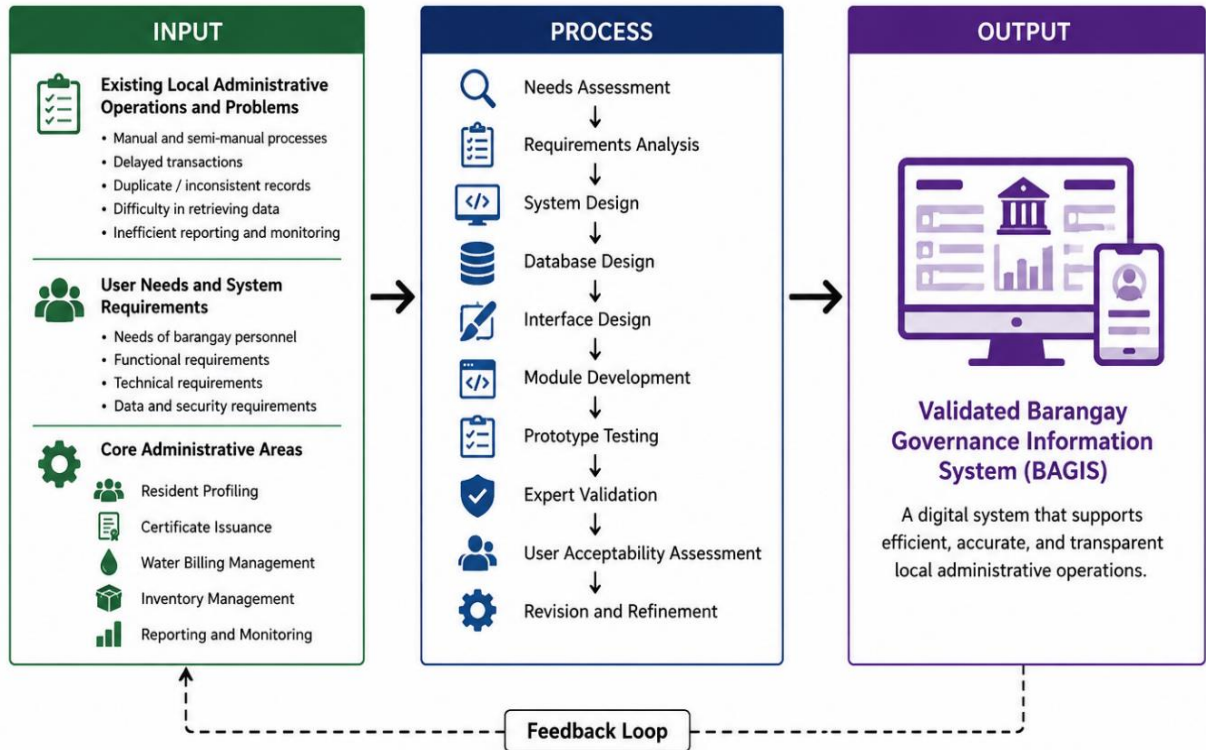 INPUT
Existing Local Administrative
Operations and Problems
• Manual and semi-manual processes
• Delayed transactions
• Duplicate / inconsistent records
• Difficulty in retrieving data
• Inefficient reporting and monitoring
User Needs and System
Requirements
• Needs of barangay personnel
• Functional requirements
• Technical requirements
• Data and security requirements
Core Administrative Areas
Resident Profiling
Certificate Issuance
Water Billing Management
Inventory Management
Reporting and Monitoring
PROCESS
Needs Assessment
Requirements Analysis
</>
System Design
Database Design
Interface Design
</>
Module Development
Prototype Testing
Expert Validation
User Acceptability Assessment
Revision and Refinement
OUTPUT
Validated Barangay
Governance Information
System (BAGIS)
A digital system that supports
efficient, accurate, and transparent
local administrative operations.
Feedback Loop